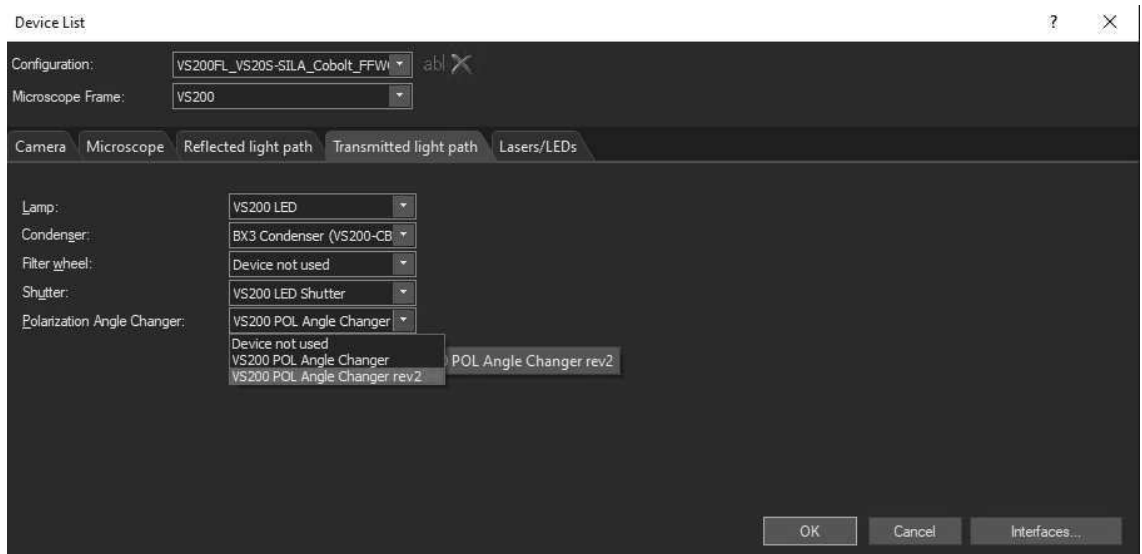 Device List ?
Configuration: VS200FL_VS20S-SILA_Cobolt_FFW abl
Microscope Frame: VS200
Camera Microscope Reflected light path Transmitted light path Lasers/LEDs
Lamp: VS200 LED
Condenser: BX3 Condenser (VS200-CB
Filter wheel: Device not used
Shutter: VS200 LED Shutter
Polarization Angle Changer: VS200 POL Angle Changer
Device not used
VS200 POL Angle Changer POL Angle Changer rev2
VS200 POL Angle Changer rev2
OK Cancel Interfaces...